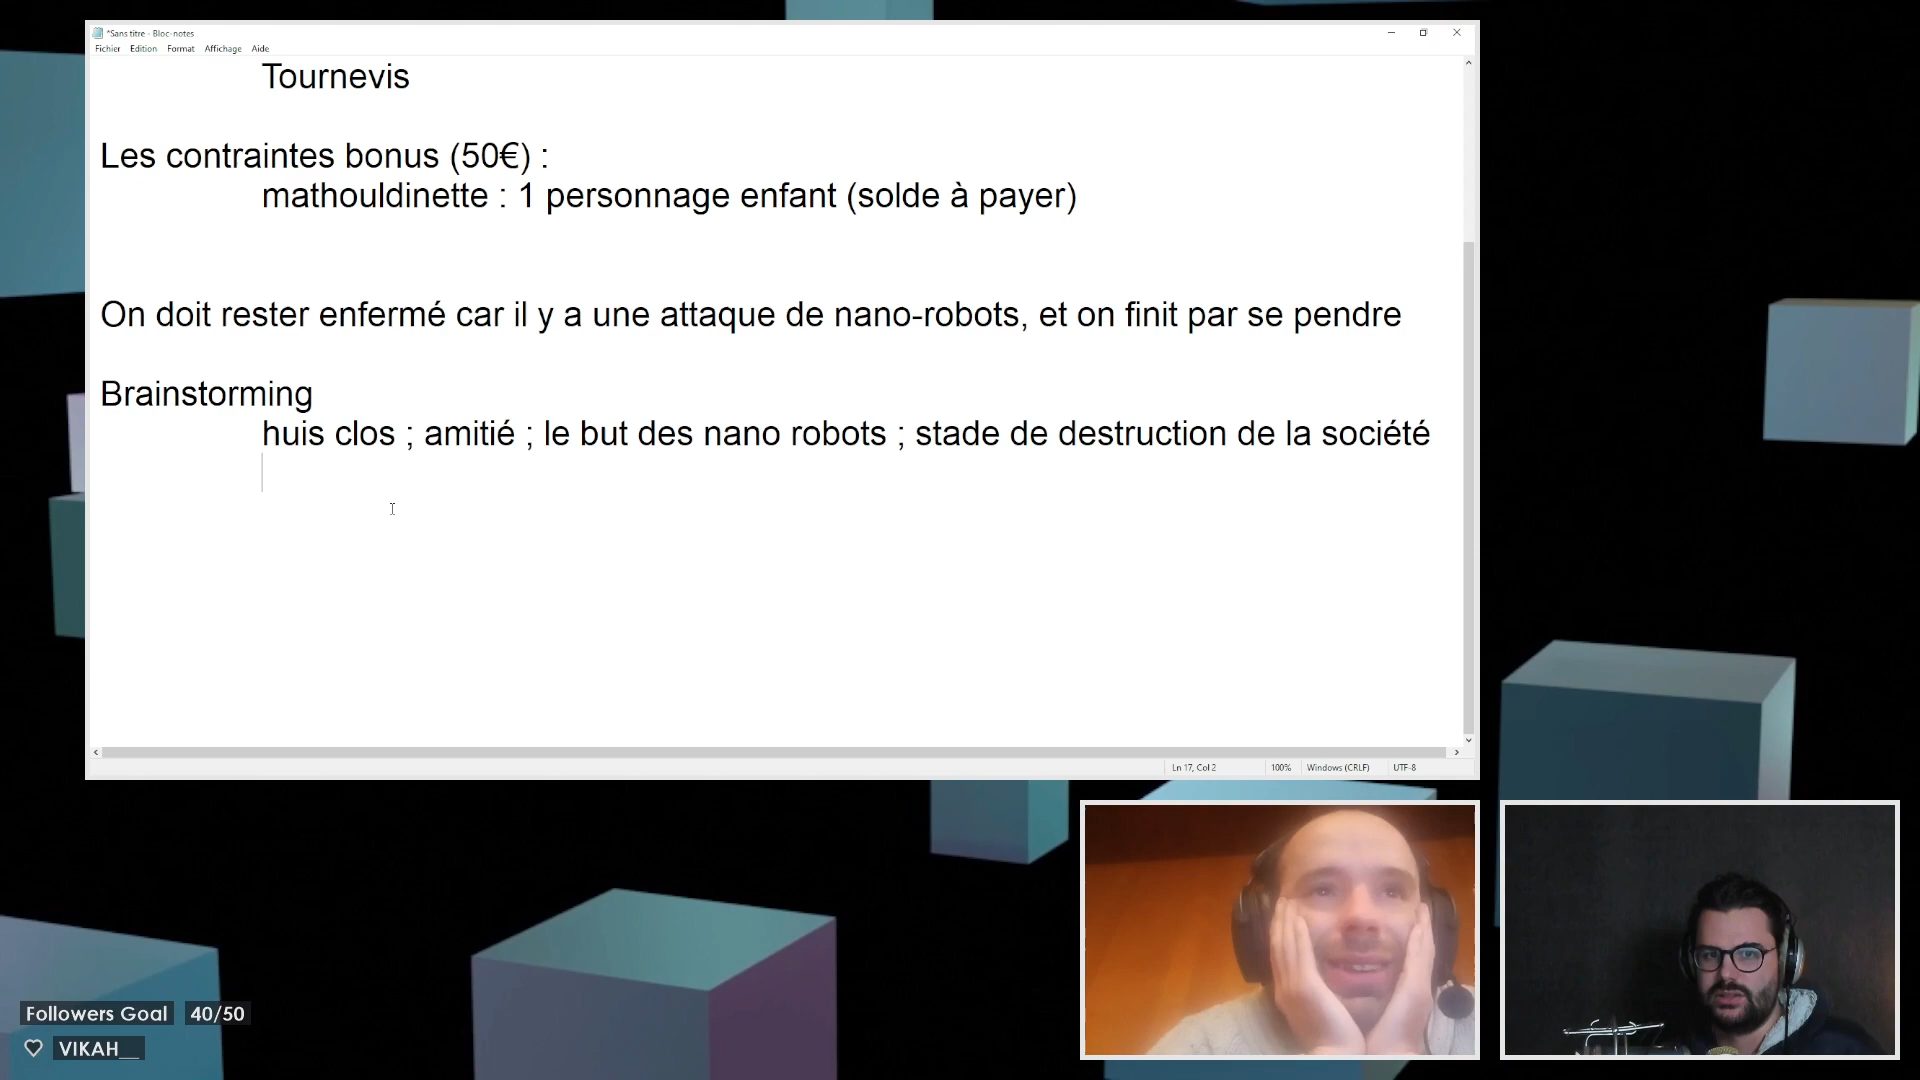 *Sans titre - Bloc-notes
Fichier Edition Format Affichage Aide
Tournevis
Les contraintes bonus (50€) :
mathouldinette : 1 personnage enfant (solde à payer)
On doit rester enfermé car il y a une attaque de nano-robots, et on finit par se pendre
Brainstorming
huis clos ; amitié ; le but des nano robots ; stade de destruction de la société
Ln 17, Col 2 100% Windows (CRLF) UTF-8
Followers Goal 40/50
VIKAH__